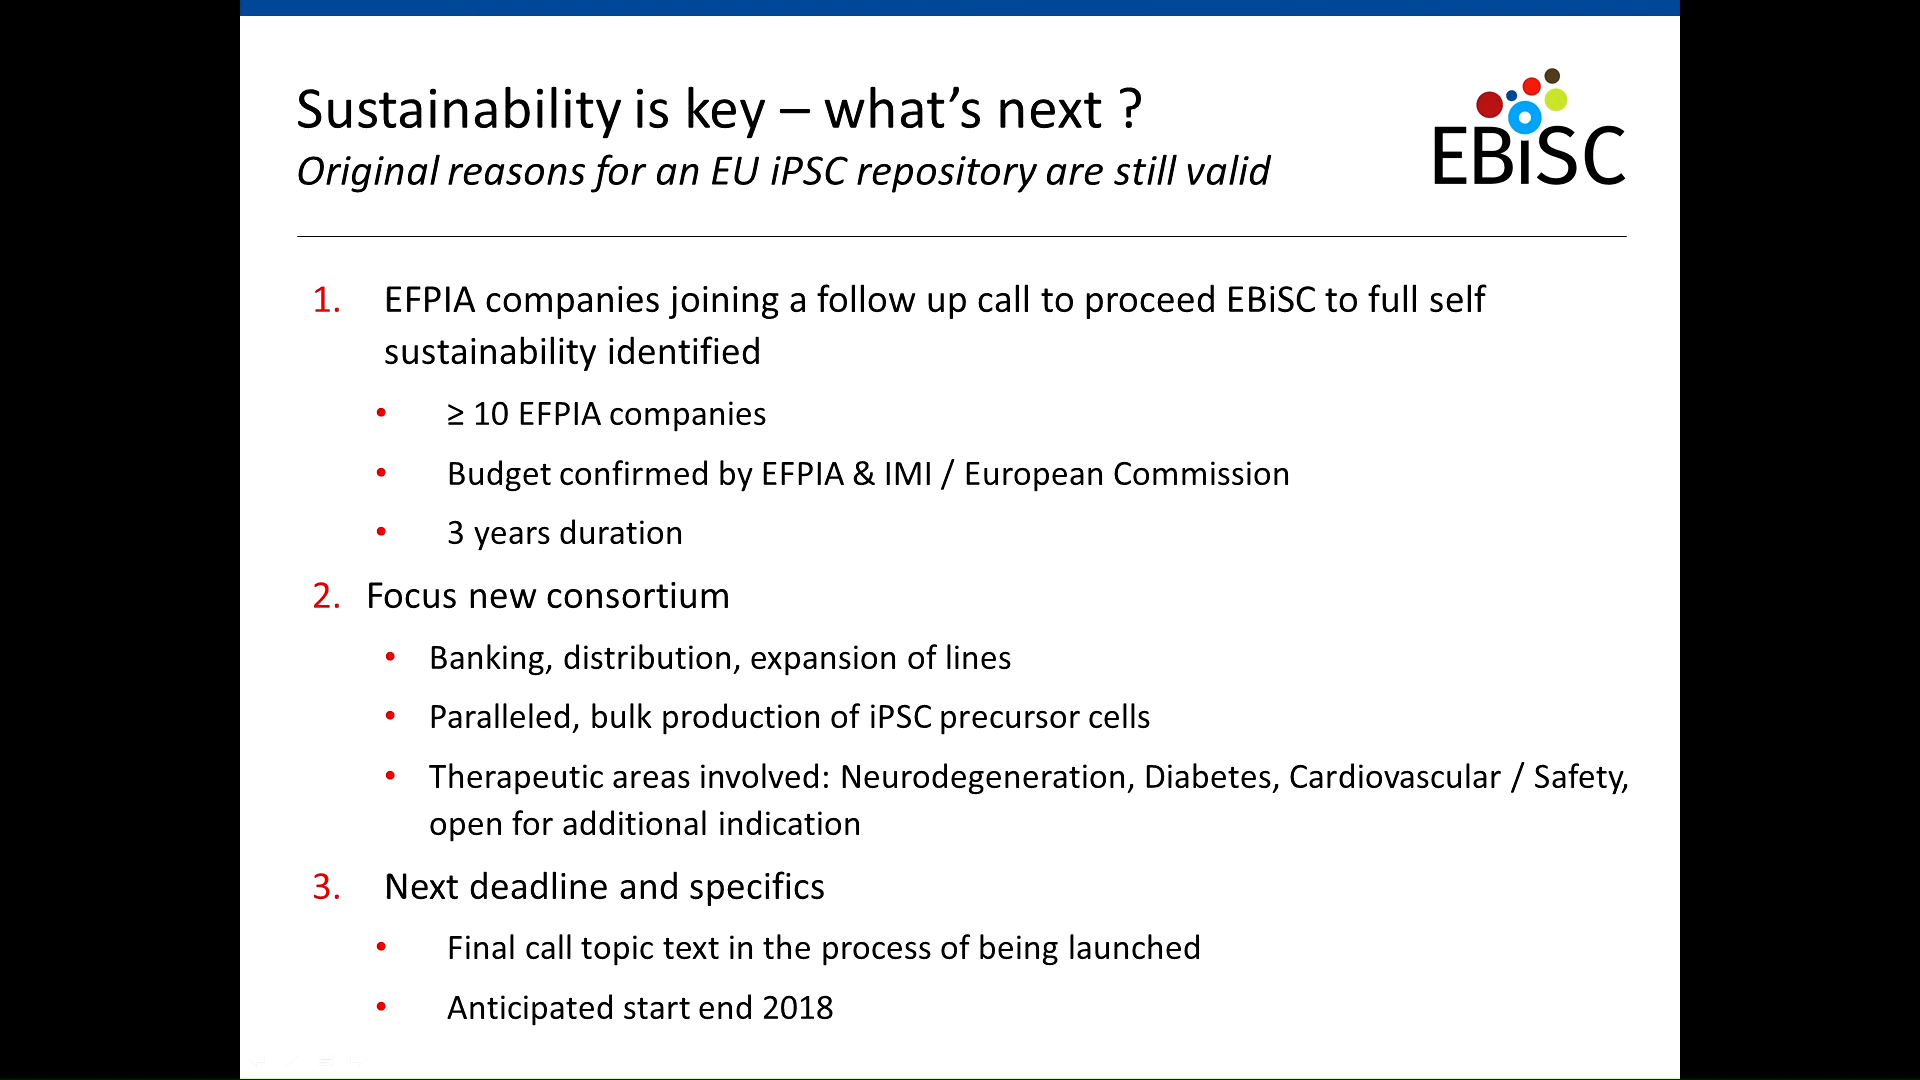 Sustainability is key – what’s next ?
Original reasons for an EU iPSC repository are still valid
EBiSC
1. EFPIA companies joining a follow up call to proceed EBiSC to full self
sustainability identified
• ≥ 10 EFPIA companies
• Budget confirmed by EFPIA & IMI / European Commission
• 3 years duration
2. Focus new consortium
• Banking, distribution, expansion of lines
• Paralleled, bulk production of iPSC precursor cells
• Therapeutic areas involved: Neurodegeneration, Diabetes, Cardiovascular / Safety,
open for additional indication
3. Next deadline and specifics
• Final call topic text in the process of being launched
• Anticipated start end 2018